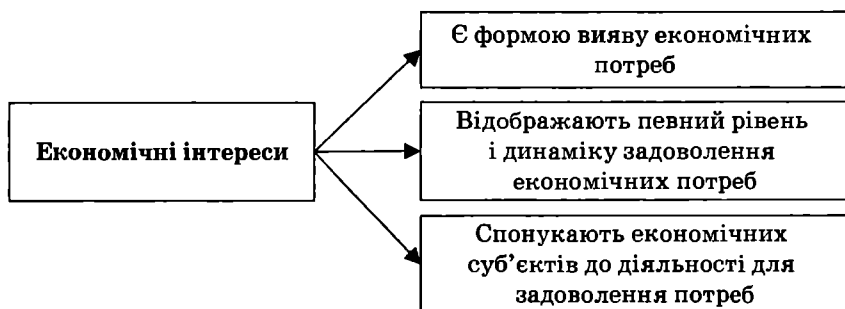 Є формою вияву економічних
потреб
Економічні інтереси
Відображають певний рівень
і динаміку задоволення
економічних потреб
Спонукають економічних
суб’єктів до діяльності для
задоволення потреб